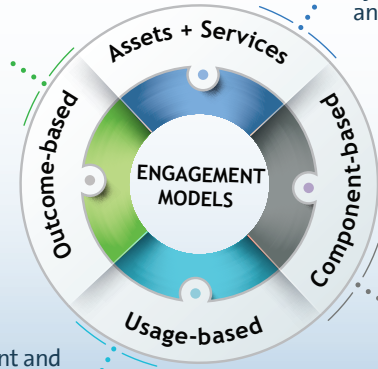 an
Assets + Services
Outcome-based
ENGAGEMENT
MODELS
Component-based
Usage-based
nt and